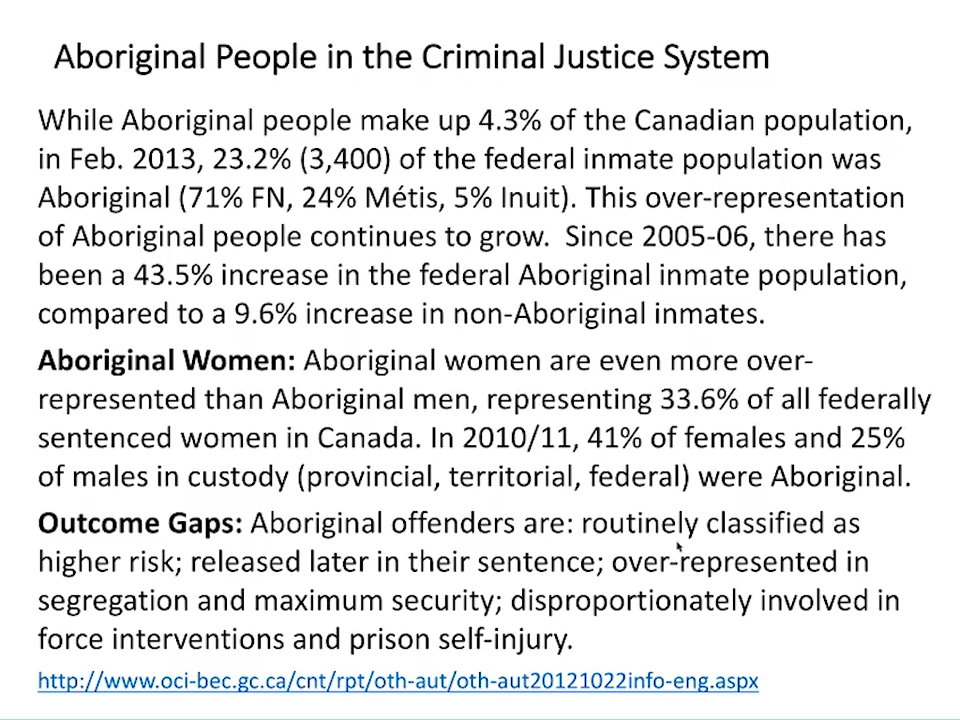 Aboriginal People in the Criminal Justice System
While Aboriginal people make up 4.3% of the Canadian population,
in Feb. 2013, 23.2% (3,400) of the federal inmate population was
Aboriginal (71% FN, 24% Métis, 5% Inuit). This over-representation
of Aboriginal people continues to grow.  Since 2005-06, there has
been a 43.5% increase in the federal Aboriginal inmate population,
compared to a 9.6% increase in non-Aboriginal inmates.
Aboriginal Women: Aboriginal women are even more over-
represented than Aboriginal men, representing 33.6% of all federally
sentenced women in Canada. In 2010/11, 41% of females and 25%
of males in custody (provincial, territorial, federal) were Aboriginal.
Outcome Gaps: Aboriginal offenders are: routinely classified as
higher risk; released later in their sentence; over-represented in
segregation and maximum security; disproportionately involved in
force interventions and prison self-injury.
http://www.oci-bec.gc.ca/cnt/rpt/oth-aut/oth-aut20121022info-eng.aspx